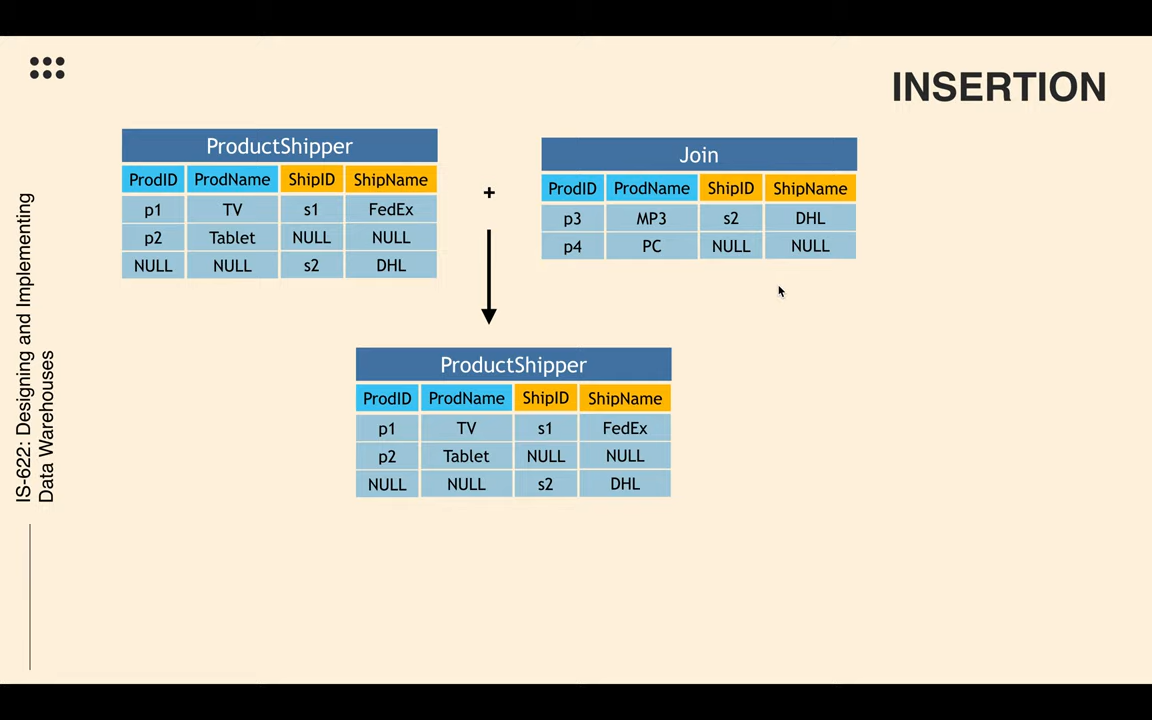 INSERTION
IS-622: Designing and Implementing
Data Warehouses
ProductShipper
ProdID ProdName ShipID ShipName
p1 TV s1 FedEx
p2 Tablet NULL NULL
NULL NULL s2 DHL
+
Join
ProdID ProdName ShipID ShipName
p3 MP3 s2 DHL
p4 PC NULL NULL
ProductShipper
ProdID ProdName ShipID ShipName
p1 TV s1 FedEx
p2 Tablet NULL NULL
NULL NULL s2 DHL